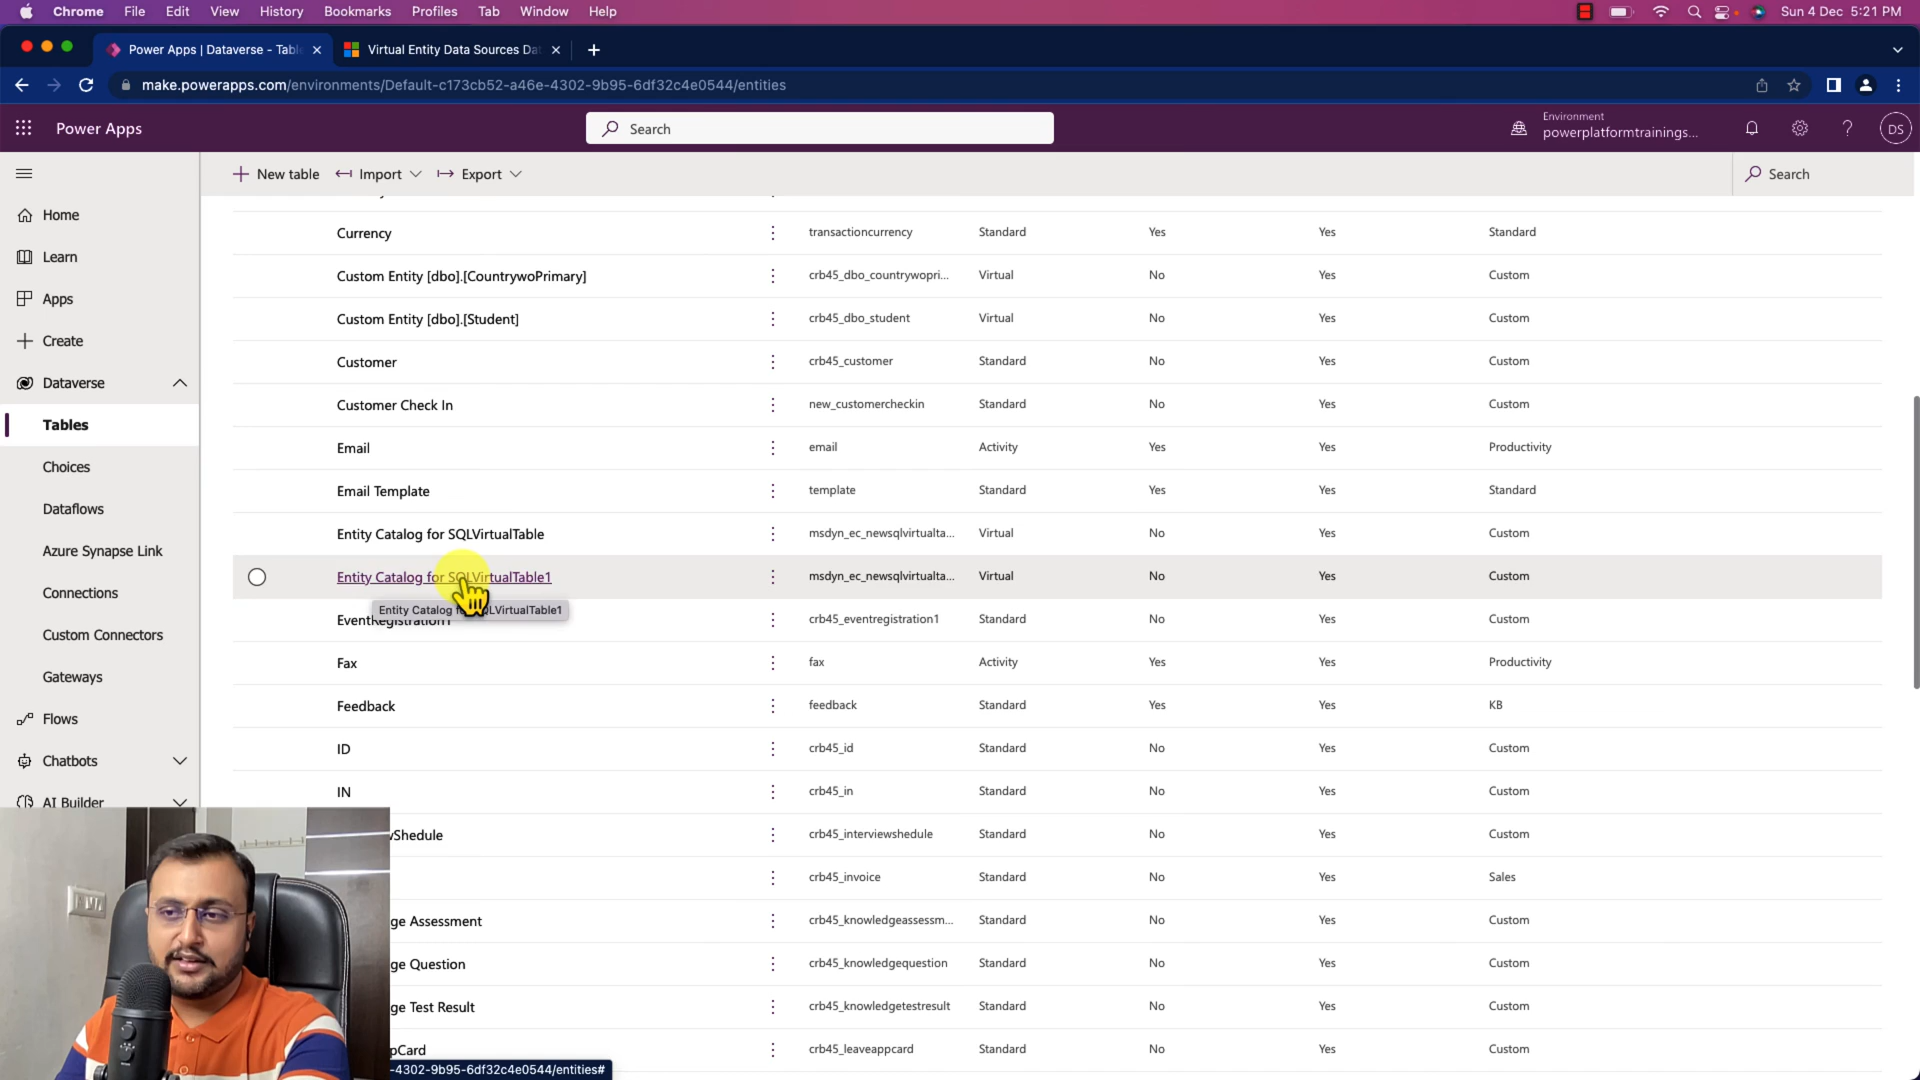 Chrome File Edit View History Bookmarks Profiles Tab Window Help Sun 4 Dec 5:21 PM
Power Apps | Dataverse - Table Virtual Entity Data Sources Da
make.powerapps.com/environments/Default-c173cb52-a46e-4302-9b95-6df32c4e0544/entities
Power Apps Search Environment powerplatformtrainings... DS
New table Import Export Search
Home
Learn
Apps
Create
Dataverse
Tables
Choices
Dataflows
Azure Synapse Link
Connections
Custom Connectors
Gateways
Flows
Chatbots
AI Builder
Currency transactioncurrency Standard Yes Yes Standard
Custom Entity [dbo].[CountrywoPrimary] crb45_dbo_countrywopri... Virtual No Yes Custom
Custom Entity [dbo].[Student] crb45_dbo_student Virtual No Yes Custom
Customer crb45_customer Standard No Yes Custom
Customer Check In new_customercheckin Standard No Yes Custom
Email email Activity Yes Yes Productivity
Email Template template Standard Yes Yes Standard
Entity Catalog for SQLVirtualTable msdyn_ec_newsqlvirtualta... Virtual No Yes Custom
Entity Catalog for SQLVirtualTable1 msdyn_ec_newsqlvirtualta... Virtual No Yes Custom
Entity Catalog f QLVirtualTable1
EventRegistration1 crb45_eventregistration1 Standard No Yes Custom
Fax fax Activity Yes Yes Productivity
Feedback feedback Standard Yes Yes KB
ID crb45_id Standard No Yes Custom
IN crb45_in Standard No Yes Custom
vShedule crb45_interviewshedule Standard No Yes Custom
crb45_invoice Standard No Yes Sales
ge Assessment crb45_knowledgeassessm... Standard No Yes Custom
ge Question crb45_knowledgequestion Standard No Yes Custom
ge Test Result crb45_knowledgetestresult Standard No Yes Custom
pCard crb45_leaveappcard Standard No Yes Custom
-4302-9b95-6df32c4e0544/entities#